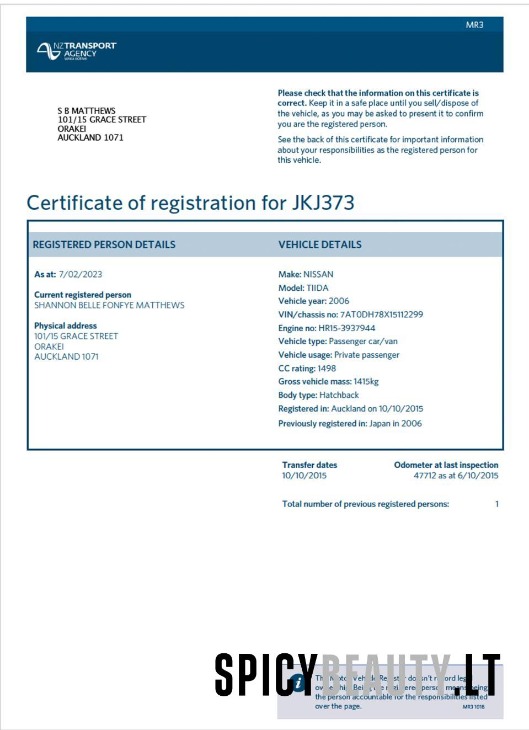 MR3
NZTRANSPORT
AGENCY
WAKA KOTAHI
S B MATTHEWS
101/15 GRACE STREET
ORAKEI
AUCKLAND 1071
Please check that the information on this certificate is
correct. Keep it in a safe place until you sell/dispose of
the vehicle, as you may be asked to present it to confirm
you are the registered person.
See the back of this certificate for important information
about your responsibilities as the registered person for
this vehicle.
Certificate of registration for JKJ373
REGISTERED PERSON DETAILS
As at: 7/02/2023
Current registered person
SHANNON BELLE FONFYE MATTHEWS
Physical address
101/15 GRACE STREET
ORAKEI
AUCKLAND 1071
VEHICLE DETAILS
Make: NISSAN
Model: TIIDA
Vehicle year: 2006
VIN/chassis no: 7AT0DH78X15112299
Engine no: HR15-3937944
Vehicle type: Passenger car/van
Vehicle usage: Private passenger
CC rating: 1498
Gross vehicle mass: 1415kg
Body type: Hatchback
Registered in: Auckland on 10/10/2015
Previously registered in: Japan in 2006
Transfer dates
10/10/2015
Odometer at last inspection
47712 as at 6/10/2015
Total number of previous registered persons: 1
SPICYBEAUTY.LT
The Motor Vehicle Register doesn't record legal
ownership. Being the registered person means being
the person accountable for the responsibilities listed
over the page.
MR3 1018